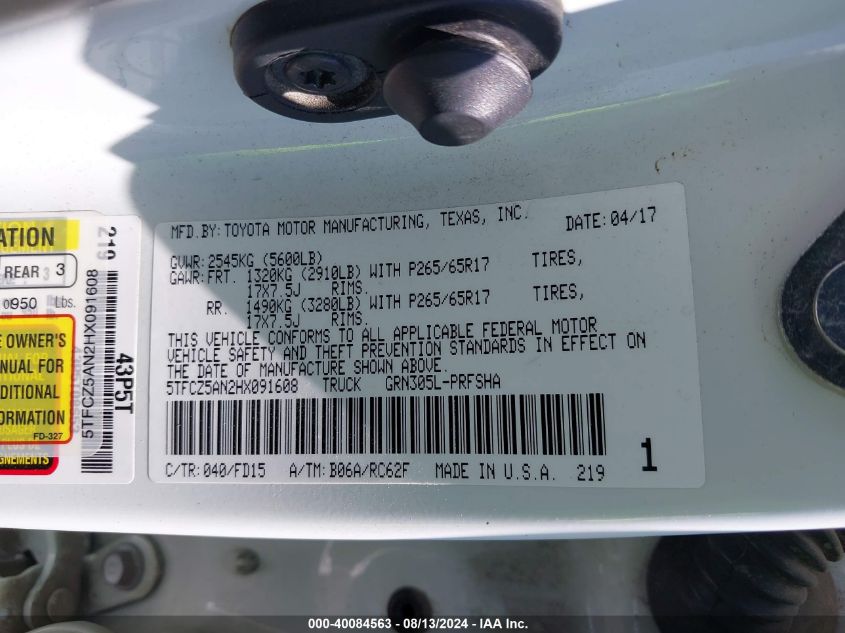 MFD.BY: TOYOTA MOTOR MANUFACTURING, TEXAS, INC. DATE: 04/17
GVWR: 2545KG (5600LB)
GAWR: FRT. 1320KG (2910LB) WITH P265/65R17 TIRES,
17X7.5J RIMS.
RR. 1490KG (3280LB) WITH P265/65R17 TIRES,
17X7.5J RIMS.
THIS VEHICLE CONFORMS TO ALL APPLICABLE FEDERAL MOTOR
VEHICLE SAFETY AND THEFT PREVENTION STANDARDS IN EFFECT ON
THE DATE OF MANUFACTURE SHOWN ABOVE.
5TFCZ5AN2HX091608 TRUCK GRN305L-PRFSHA
C/TR: 040/FD15 A/TM: B06A/RC62F MADE IN U.S.A. 219
1
ATION
REAR 3
0950 Lbs.
E OWNER'S
NUAL FOR
DITIONAL
FORMATION
FD-327
GNEMENTS
219
5TFCZ5AN2HX091608
43P5T
000-40084563 - 08/13/2024 - IAA Inc.